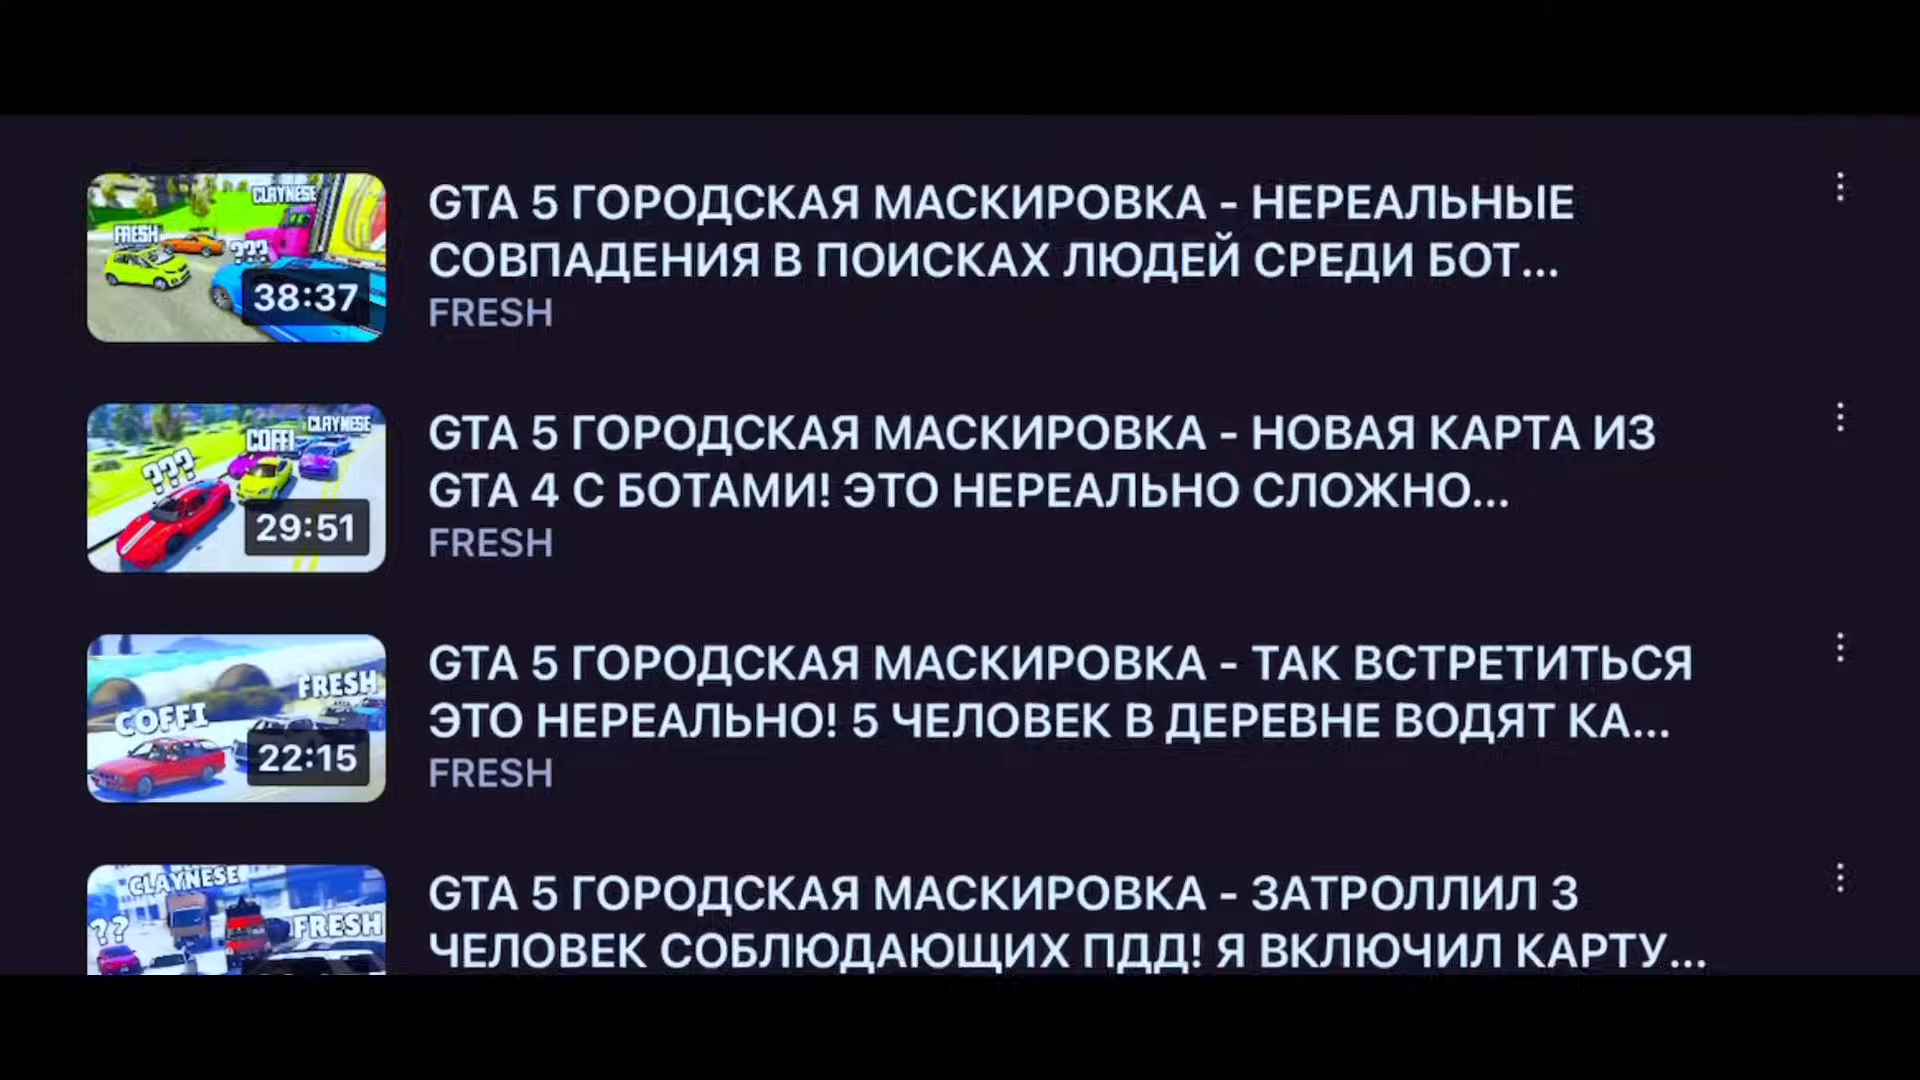 CLAYNESE
FRESH
???
38:37
GTA 5 ГОРОДСКАЯ МАСКИРОВКА - НЕРЕАЛЬНЫЕ
СОВПАДЕНИЯ В ПОИСКАХ ЛЮДЕЙ СРЕДИ БОТ...
FRESH
CLAYNESE
COFFI
???
29:51
GTA 5 ГОРОДСКАЯ МАСКИРОВКА - НОВАЯ КАРТА ИЗ
GTA 4 С БОТАМИ! ЭТО НЕРЕАЛЬНО СЛОЖНО...
FRESH
FRESH
COFFI
22:15
GTA 5 ГОРОДСКАЯ МАСКИРОВКА - ТАК ВСТРЕТИТЬСЯ
ЭТО НЕРЕАЛЬНО! 5 ЧЕЛОВЕК В ДЕРЕВНЕ ВОДЯТ КА...
FRESH
CLAYNESE
??
FRESH
GTA 5 ГОРОДСКАЯ МАСКИРОВКА - ЗАТРОЛЛИЛ 3
ЧЕЛОВЕК СОБЛЮДАЮЩИХ ПДД! Я ВКЛЮЧИЛ КАРТУ...